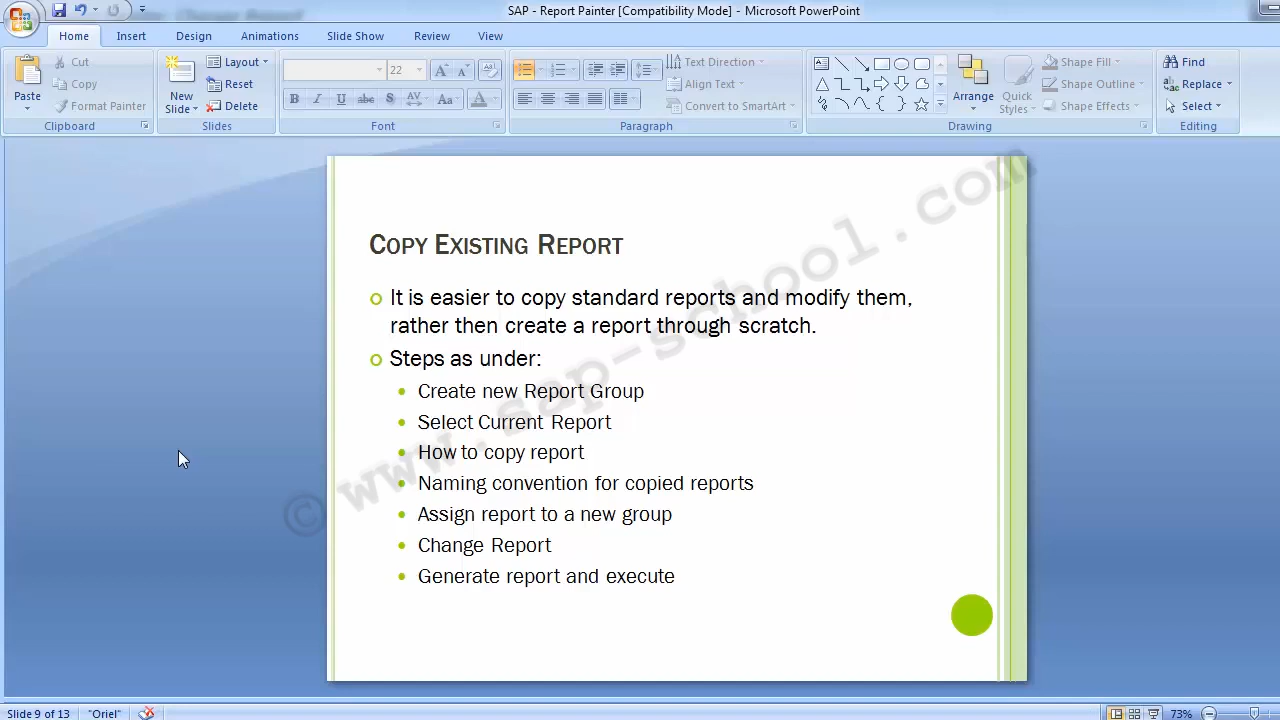 SAP - Report Painter [Compatibility Mode] - Microsoft PowerPoint
Home Insert Design Animations Slide Show Review View
Cut Layout 22 Text Direction Shape Fill Find
Copy Reset Align Text Shape Outline Replace
Paste Format Painter New Slide Delete Convert to SmartArt Arrange Quick Styles Shape Effects Select
Clipboard Slides Font Paragraph Drawing Editing
COPY EXISTING REPORT
It is easier to copy standard reports and modify them,
rather then create a report through scratch.
Steps as under:
Create new Report Group
Select Current Report
How to copy report
Naming convention for copied reports
Assign report to a new group
Change Report
Generate report and execute
© www.sap-school.com
Slide 9 of 13 "Oriel" 73%